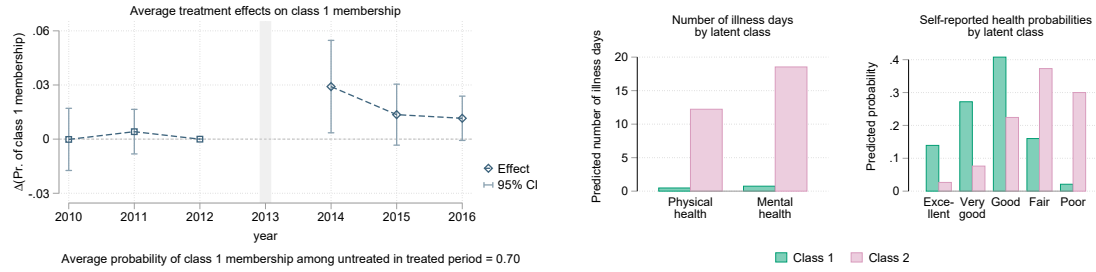 Average treatment effects on class 1 membership
Δ(Pr. of class 1 membership)
.06
.03
0
-.03
2010 2011 2012 2013 2014 2015 2016
year
Effect
95% CI
Average probability of class 1 membership among untreated in treated period = 0.70
Number of illness days
by latent class
Predicted number of illness days
20
15
10
5
0
Physical
health
Mental
health
Self-reported health probabilities
by latent class
Predicted probability
.4
.3
.2
.1
0
Exce-
llent
Very
good
Good
Fair
Poor
Class 1
Class 2